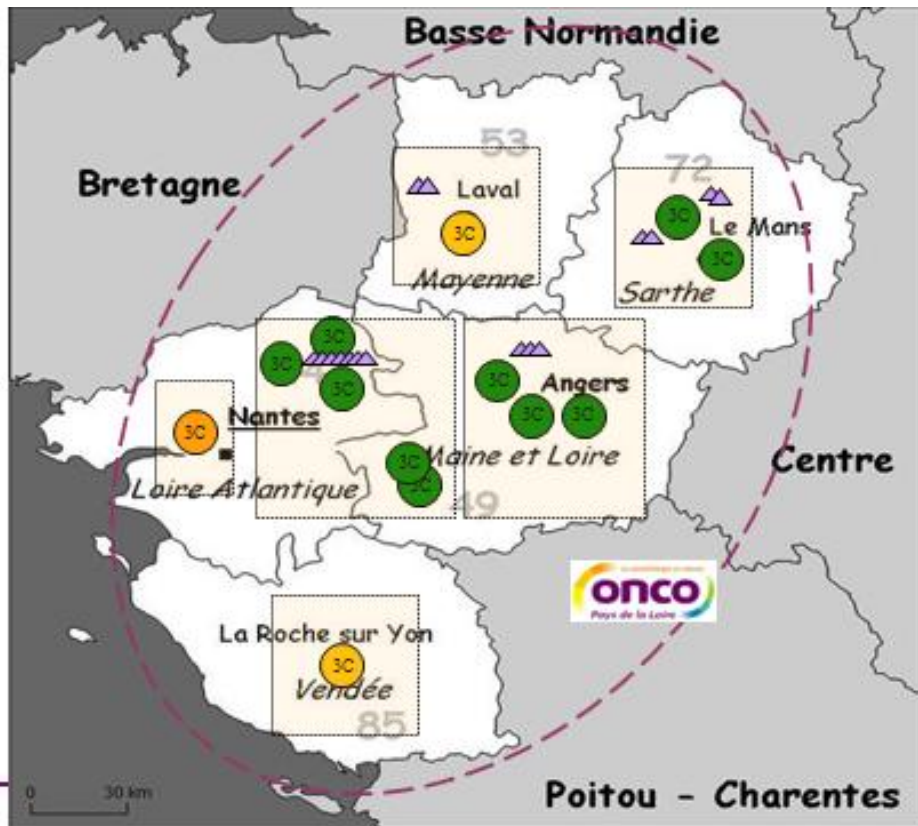 Basse Normandie
Bretagne
53
Laval
3C
Mayenne
72
3C
Le Mans
3C
Sarthe
3C
3C
4
3C
Nantes
3C
Loire Atlantique
3C
3C
Angers
3C
3C
3C
Maine et Loire
49
Centre
onco
Pays de la Loire
La Roche sur Yon
3C
Vendée
85
0 30 km
Poitou - Charentes